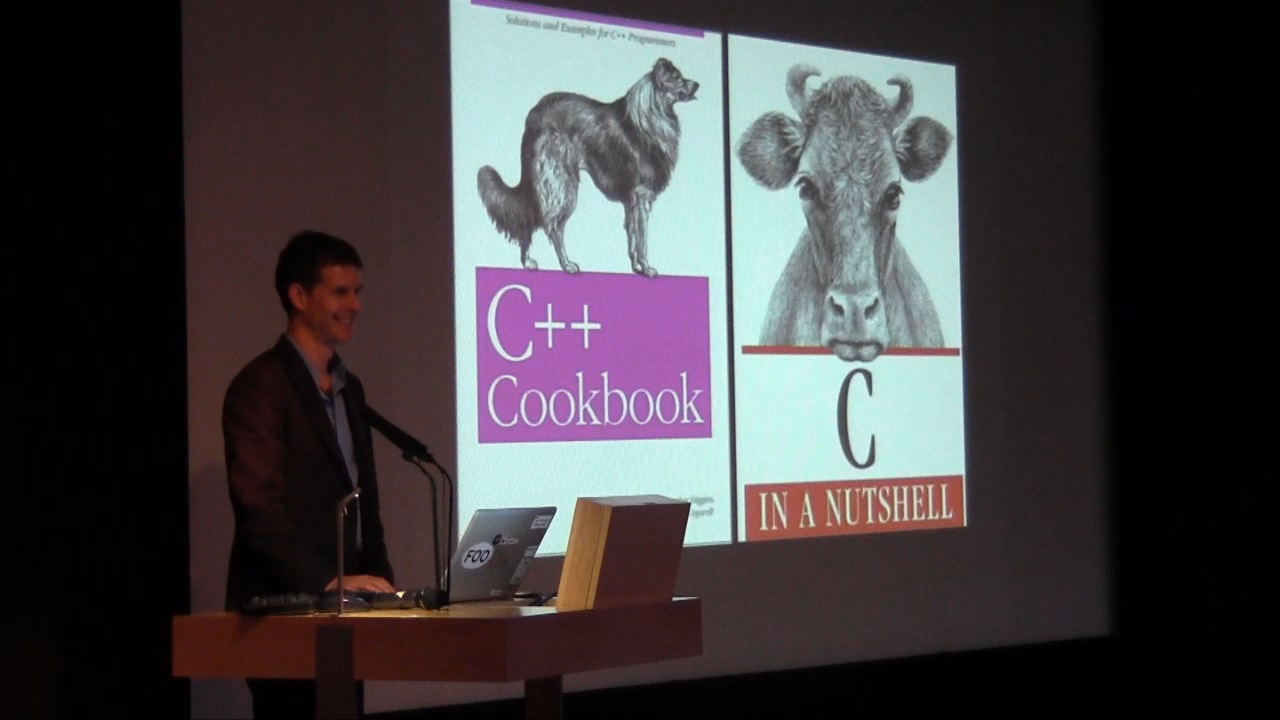 Solutions and Examples for C++ Programmers
C++
Cookbook
C
IN A NUTSHELL
FOO